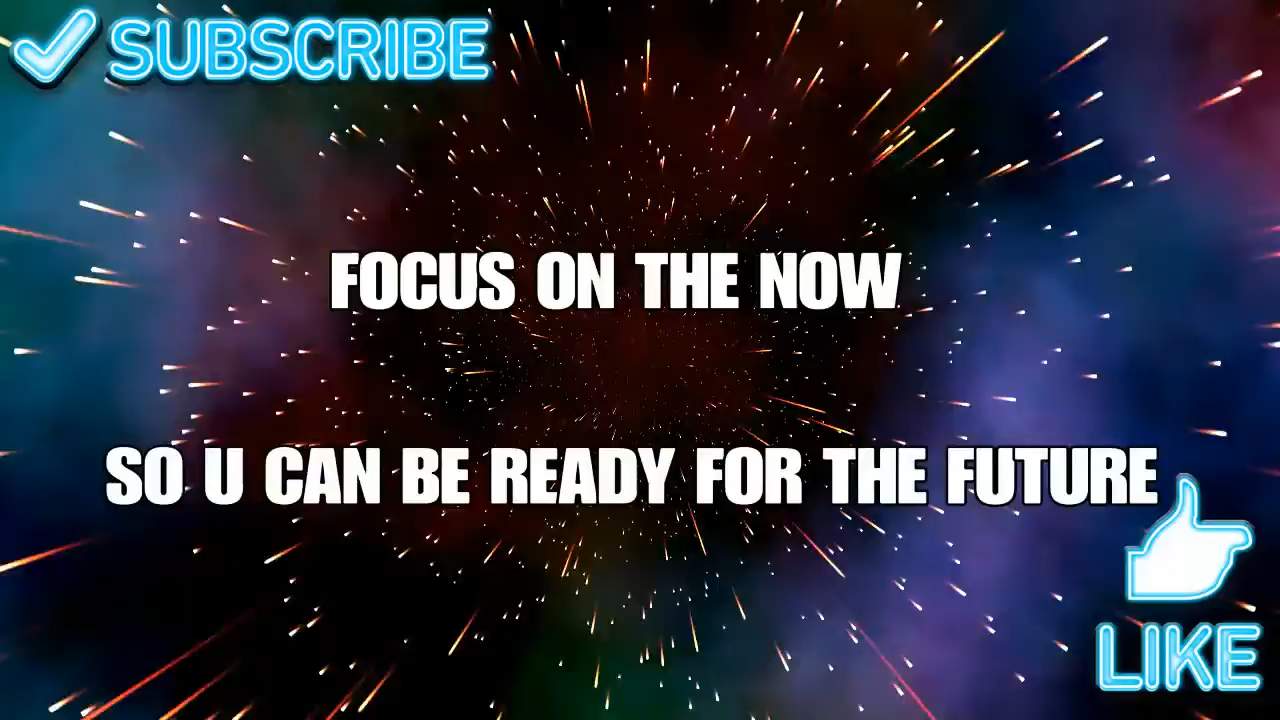 SUBSCRIBE
FOCUS ON THE NOW
SO U CAN BE READY FOR THE FUTURE
LIKE